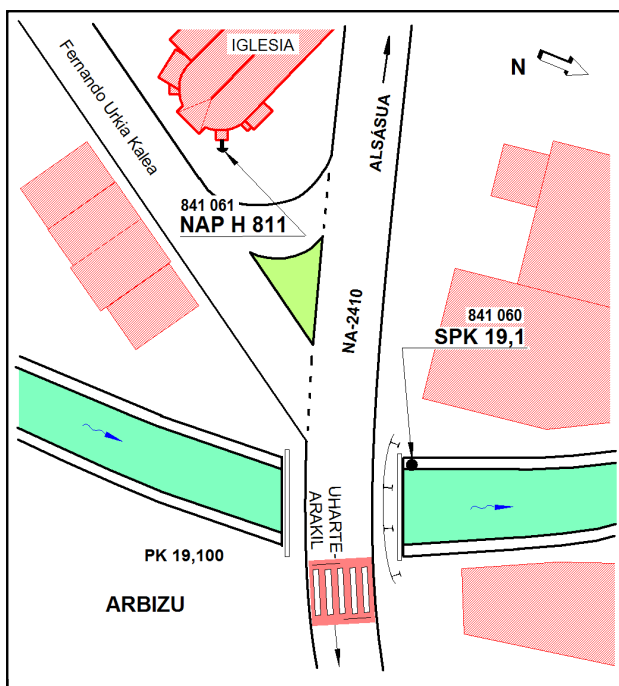 IGLESIA
Fernando Urkia Kalea
N
ALSÁSUA
841 061
NAP H 811
NA-2410
841 060
SPK 19,1
UHARTE-
ARAKIL
PK 19,100
ARBIZU